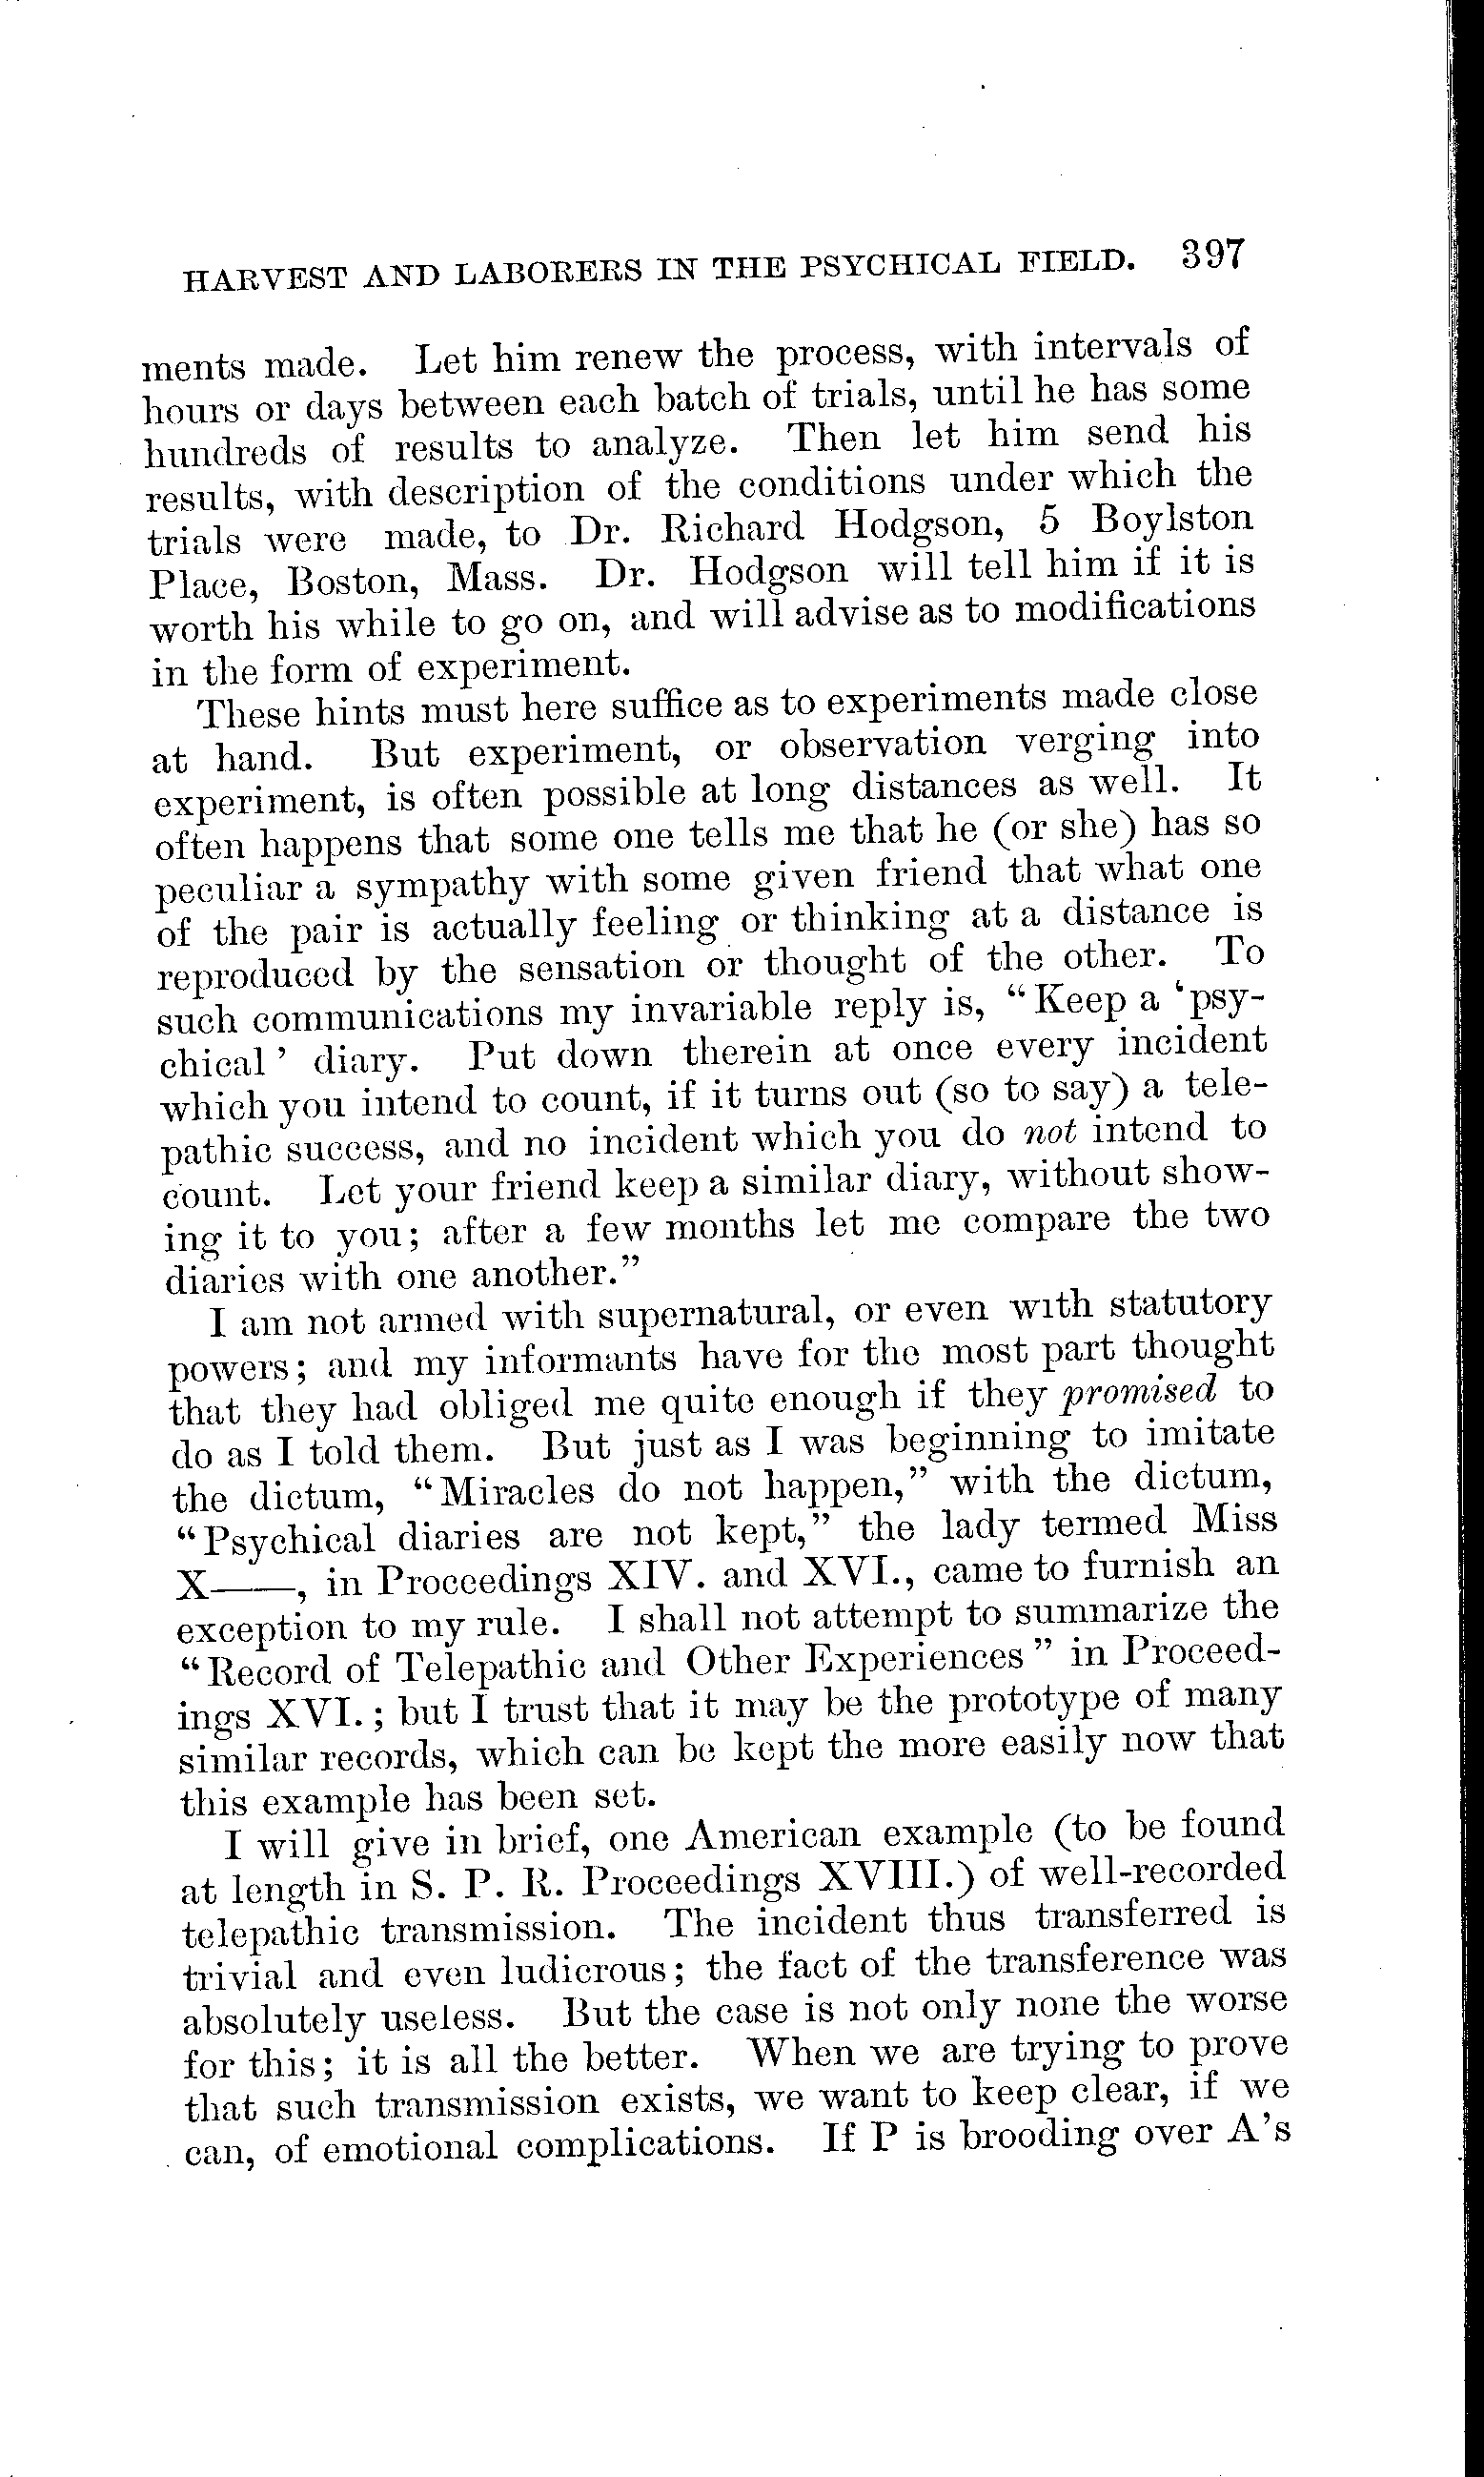 HARVEST AND LABORERS IN THE PSYCHICAL FIELD. 397
ments made. Let him renew the process, with intervals of
hours or days between each batch of trials, until he has some
hundreds of results to analyze. Then let him send his
results, with description of the conditions under which the
trials were made, to Dr. Richard Hodgson, 5 Boylston
Place, Boston, Mass. Dr. Hodgson will tell him if it is
worth his while to go on, and will advise as to modifications
in the form of experiment.
These hints must here suffice as to experiments made close
at hand. But experiment, or observation verging into
experiment, is often possible at long distances as well. It
often happens that some one tells me that he (or she) has so
peculiar a sympathy with some given friend that what one
of the pair is actually feeling or thinking at a distance is
reproduced by the sensation or thought of the other. To
such communications my invariable reply is, "Keep a 'psy-
chical' diary. Put down therein at once every incident
which you intend to count, if it turns out (so to say) a tele-
pathic success, and no incident which you do not intend to
count. Let your friend keep a similar diary, without show-
ing it to you; after a few months let me compare the two
diaries with one another."
I am not armed with supernatural, or even with statutory
powers; and my informants have for the most part thought
that they had obliged me quite enough if they promised to
do as I told them. But just as I was beginning to imitate
the dictum, "Miracles do not happen," with the dictum,
"Psychical diaries are not kept," the lady termed Miss
X——, in Proceedings XIV. and XVI., came to furnish an
exception to my rule. I shall not attempt to summarize the
"Record of Telepathic and Other Experiences" in Proceed-
ings XVI.; but I trust that it may be the prototype of many
similar records, which can be kept the more easily now that
this example has been set.
I will give in brief, one American example (to be found
at length in S. P. R. Proceedings XVIII.) of well-recorded
telepathic transmission. The incident thus transferred is
trivial and even ludicrous; the fact of the transference was
absolutely useless. But the case is not only none the worse
for this; it is all the better. When we are trying to prove
that such transmission exists, we want to keep clear, if we
can, of emotional complications. If P is brooding over A's